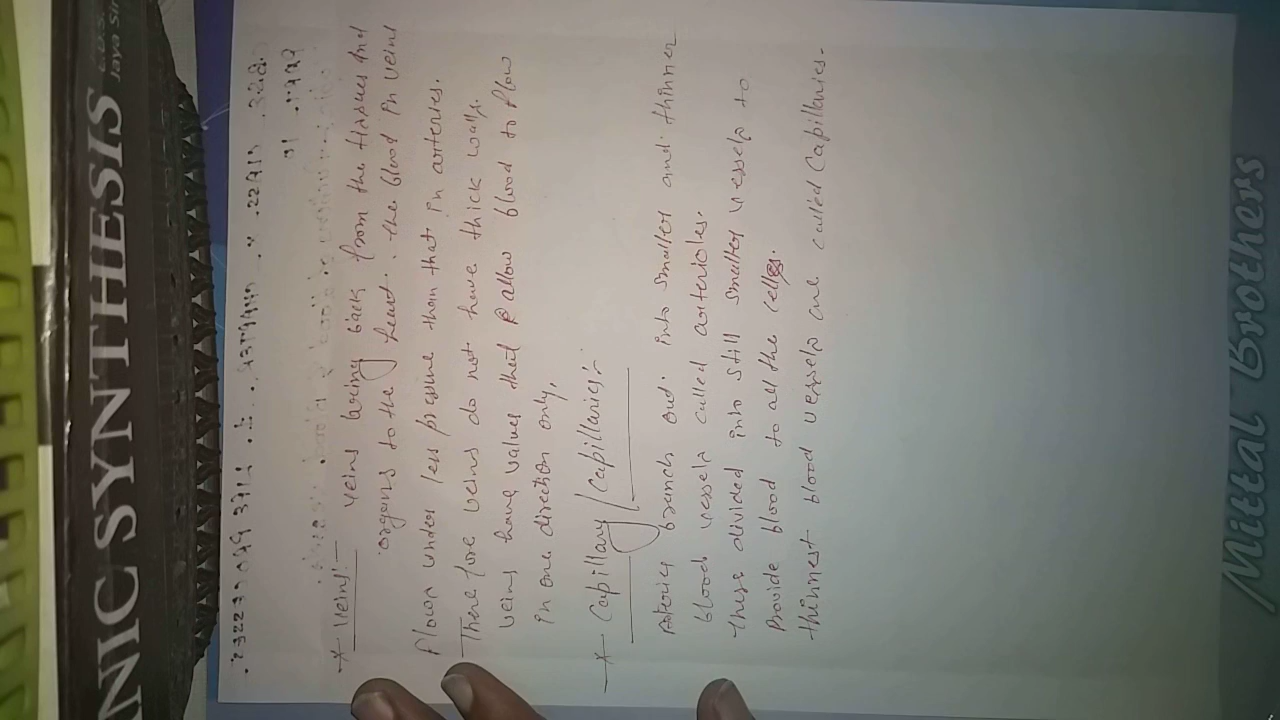 NIC SYNTHESIS
Jaya Sin
* Veins:- veins bring back from the tissues and
organs to the heart. the blood in veins
flows under less pressure than that in arteries.
Therefore veins do not have thick walls.
veins have valves that allow blood to flow
in one direction only,
* Capillary/Capillaries:-
branch out into smaller and thinner
blood vessels called arterioles.
these divided into still smaller vessels to
Provide blood to all the cells.
thinnest blood vessels are called Capillaries.
Mittal Brothers